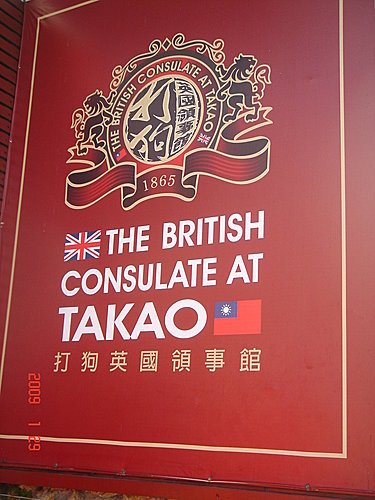 THE BRITISH CONSULATE AT TAKAO
打狗
英國領事館
1865
THE BRITISH
CONSULATE AT
TAKAO
打狗英國領事館
2009 1 29